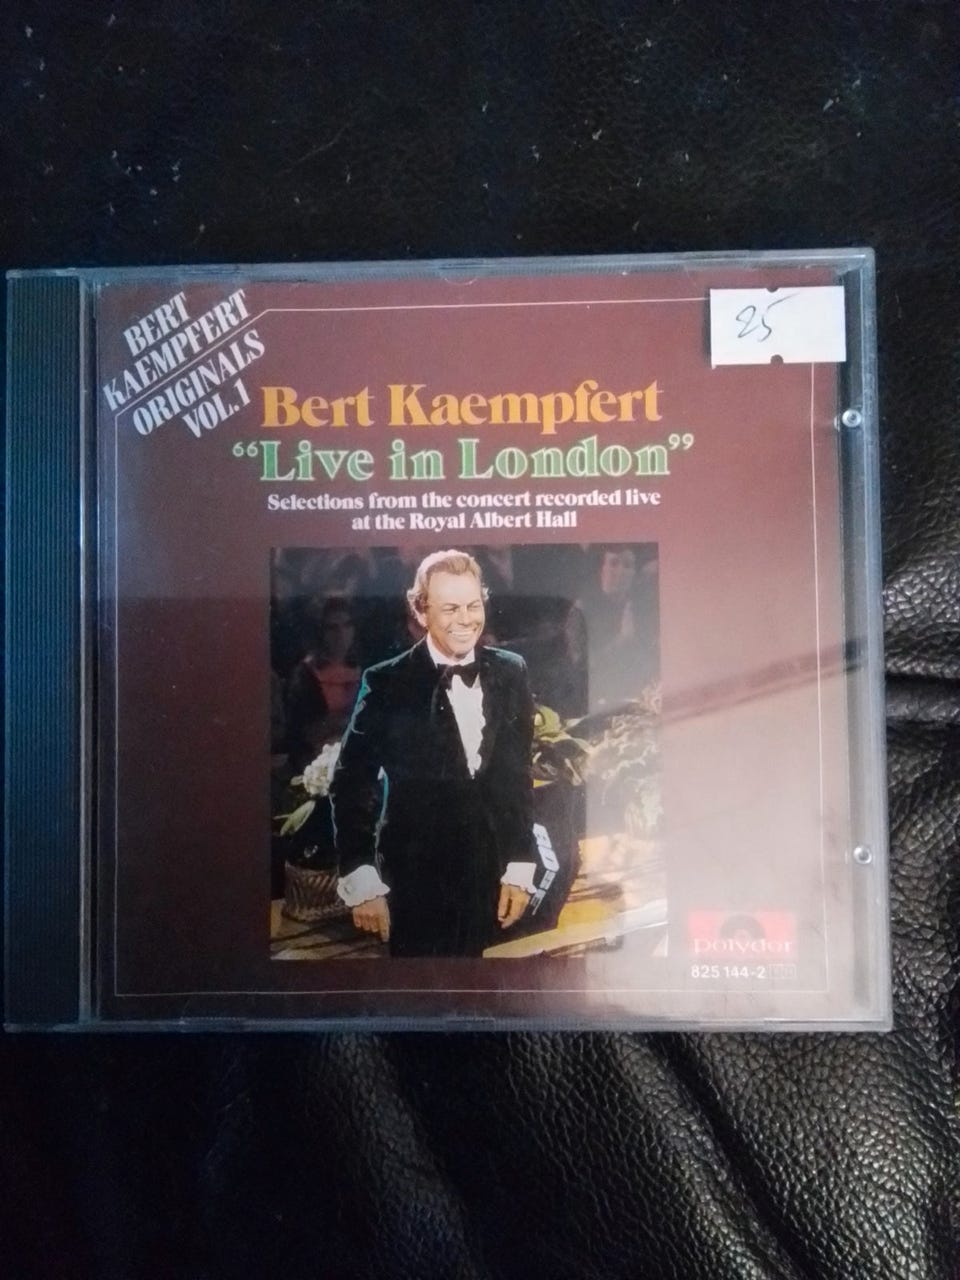 BERT
KAEMPFERT
ORIGINALS
VOL.1
25
Bert Kaempfert
“Live in London”
Selections from the concert recorded live
at the Royal Albert Hall
polydor
825 144-2